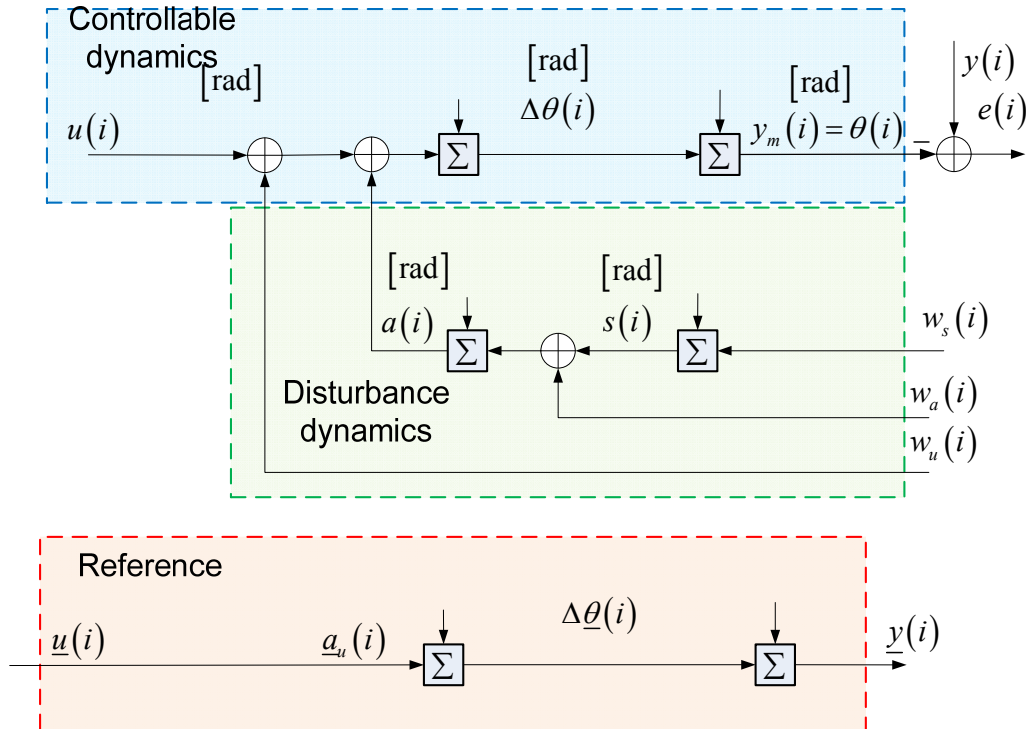 Controllable
dynamics
[rad]
[rad]
[rad]
u(i)
Δθ(i)
y_m(i) = θ(i)
−
y(i)
e(i)
Σ
Σ
[rad]
[rad]
a(i)
s(i)
Σ
Σ
w_s(i)
w_a(i)
w_u(i)
Disturbance
dynamics
Reference
u̲(i)
a̲_u(i)
Δθ̲(i)
y̲(i)
Σ
Σ